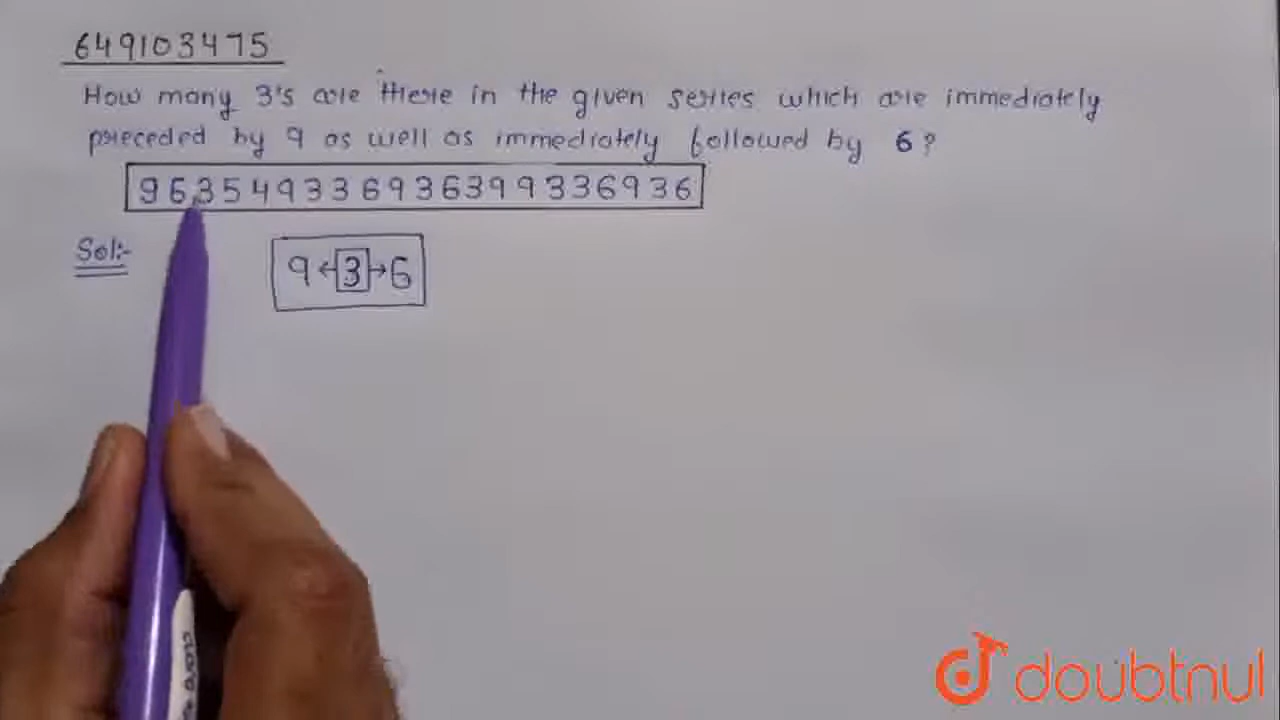 649103475
How many 3's are there in the given series which are immediately
preceded by 9 as well as immediately followed by 6?
9 6 3 5 4 9 3 3 6 9 3 6 3 9 9 3 3 6 9 3 6
Sol:-
9 ← 3 → 6
doubtnut